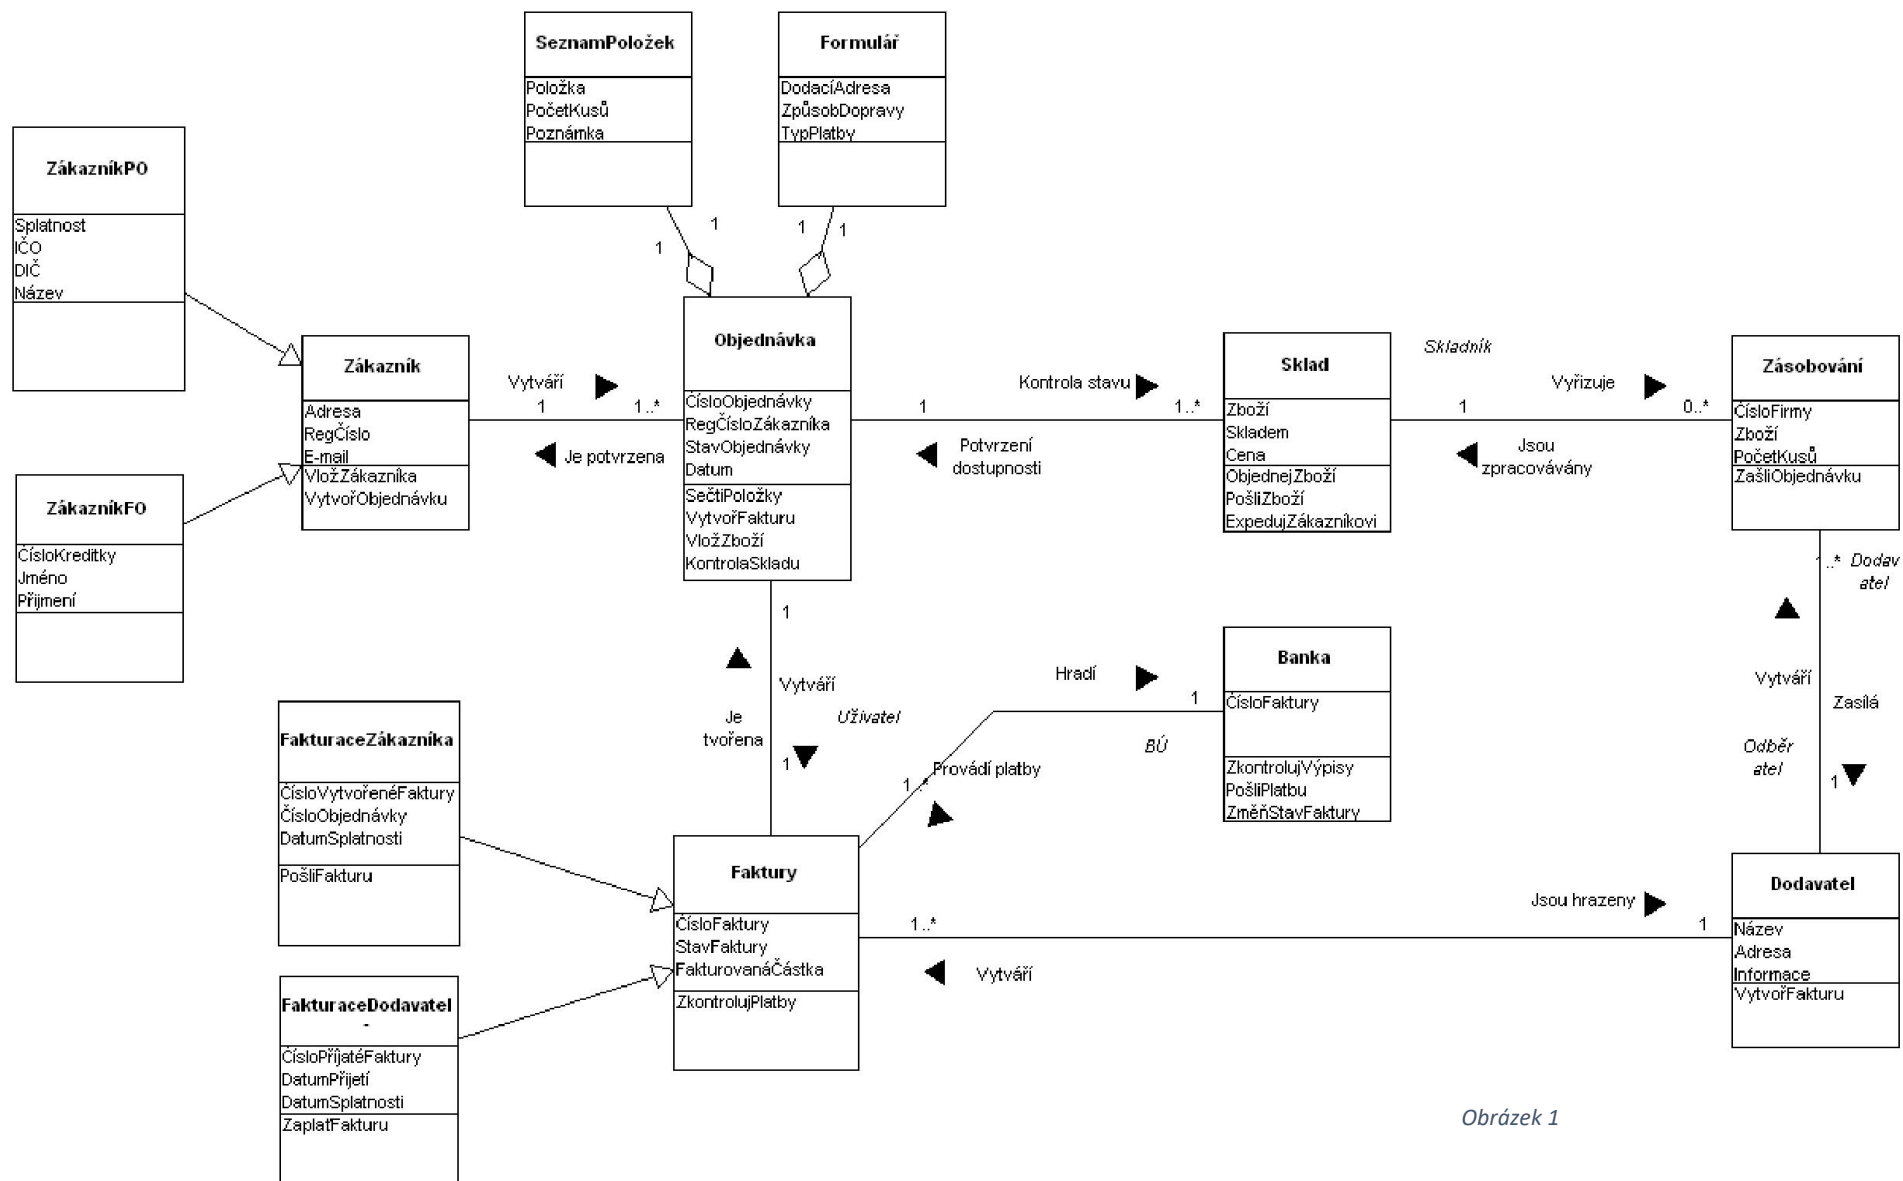 SeznamPoložek
Položka
PočetKusů
Poznámka
Formulář
DodacíAdresa
ZpůsobDopravy
TypPlatby
ZákazníkPO
Splatnost
IČO
DIČ
Název
1
1
1
1
Zákazník
Adresa
RegČíslo
E-mail
VložZákazníka
VytvořObjednávku
ZákazníkFO
ČísloKreditky
Jméno
Přijmení
Vytváří
1
1..*
Je potvrzena
Objednávka
ČísloObjednávky
RegČísloZákazníka
StavObjednávky
Datum
SečtiPoložky
VytvořFakturu
VložZboží
KontrolaSkladu
Kontrola stavu
1
1..*
Potvrzení
dostupnosti
Sklad
Zboží
Skladem
Cena
ObjednejZboží
PošliZboží
ExpedujZákazníkovi
Skladník
Vyřizuje
1
0..*
Jsou
zpracovávány
Zásobování
ČísloFirmy
Zboží
PočetKusů
ZašliObjednávku
1..*
Dodav
atel
Vytváří
Zasílá
Odběr
atel
1
1
Vytváří
Je
tvořena
Uživatel
1
Hradí
1
BÚ
Provádí platby
1..*
Banka
ČísloFaktury
ZkontrolujVýpisy
PošliPlatbu
ZměňStavFaktury
FakturaceZákazníka
ČísloVytvořenéFaktury
ČísloObjednávky
DatumSplatnosti
PošliFakturu
Faktury
ČísloFaktury
StavFaktury
FakturovanáČástka
ZkontrolujPlatby
1..*
Vytváří
Jsou hrazeny
1
Dodavatel
Název
Adresa
Informace
VytvořFakturu
FakturaceDodavatel
-
ČísloPříjatéFaktury
DatumPřijetí
DatumSplatnosti
ZaplaťFakturu
Obrázek 1